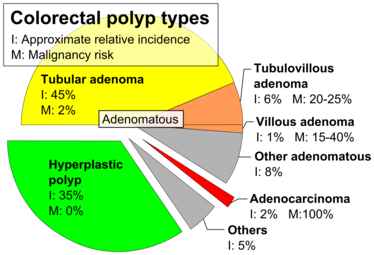 Colorectal polyp types
I: Approximate relative incidence
M: Malignancy risk
Tubular adenoma
I: 45%
M: 2%
Tubulovillous
adenoma
I: 6% M: 20-25%
Adenomatous
Villous adenoma
I: 1% M: 15-40%
Other adenomatous
I: 8%
Hyperplastic
polyp
I: 35%
M: 0%
Adenocarcinoma
I: 2% M:100%
Others
I: 5%